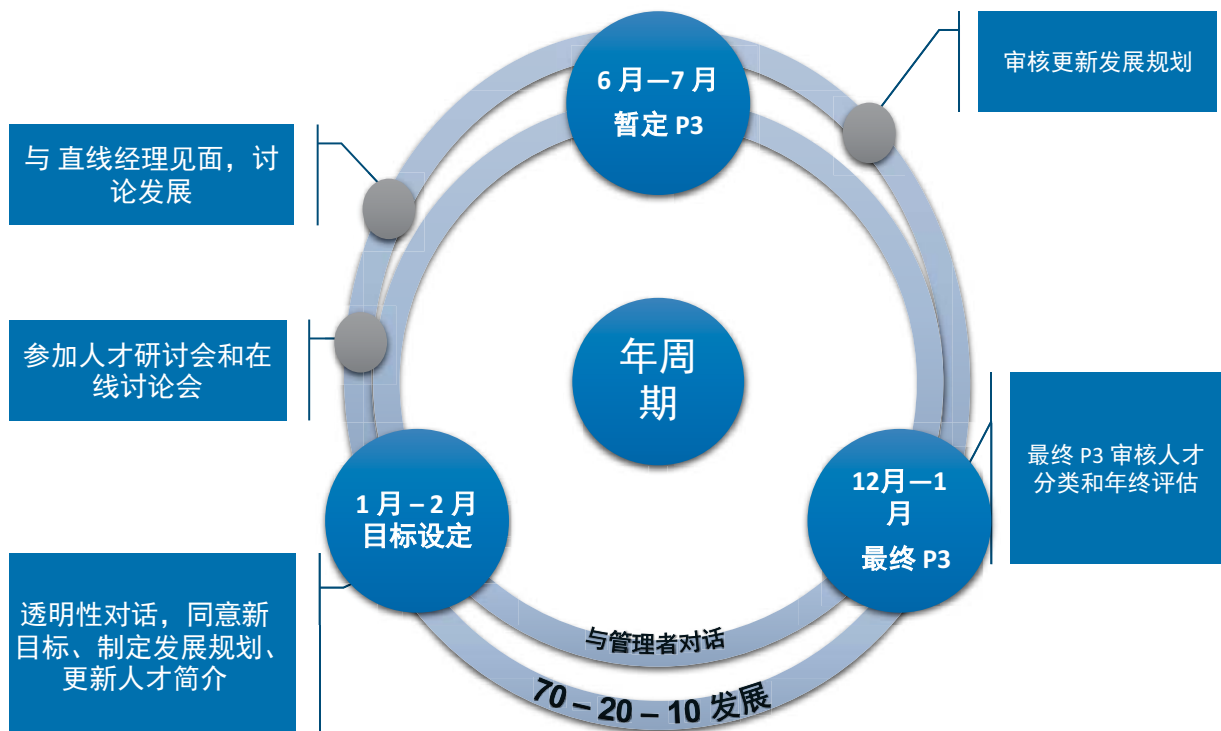 6 月—7 月
暂定 P3
审核更新发展规划
与 直线经理见面，讨
论发展
参加人才研讨会和在
线讨论会
年周
期
1 月 – 2 月
目标设定
12月—1
月
最终 P3
最终 P3 审核人才
分类和年终评估
透明性对话，同意新
目标、制定发展规划、
更新人才简介
与管理者对话
70 – 20 – 10 发展